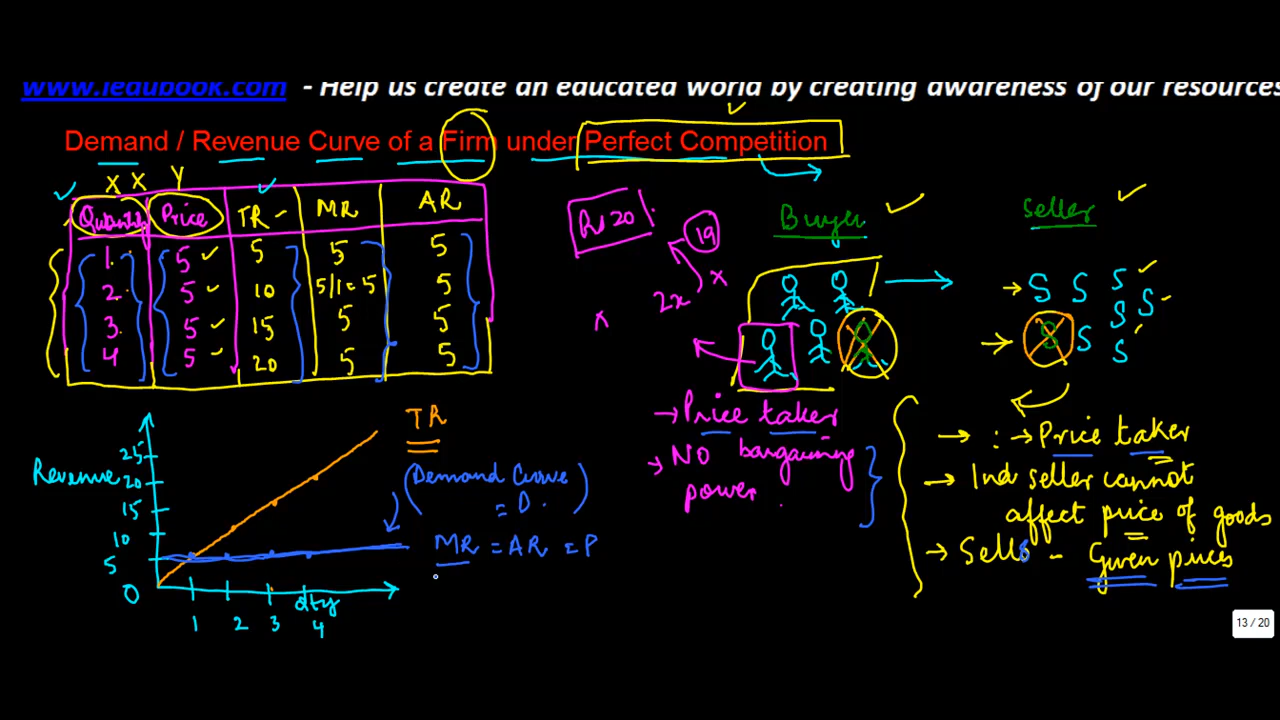 www.iedubook.com - Help us create an educated world by creating awareness of our resources
Demand / Revenue Curve of a Firm under Perfect Competition
X X Y
Quantity Price TR MR AR
1 5 5 5 5
2 5 10 5/1=5 5
3 5 15 5 5
4 5 20 5 5
Rs 20
19
2x
x
x
Buyer
Seller
S S S
S
S
S S
S
→ Price taker
→ NO bargaining
power
→ : → Price taker
→ Ind seller cannot
affect price of goods
→ Sells - Given prices
TR
Revenue
25
20
15
10
5
0
(Demand Curve
= D.)
MR = AR = P
qty
1 2 3 4
13 / 20